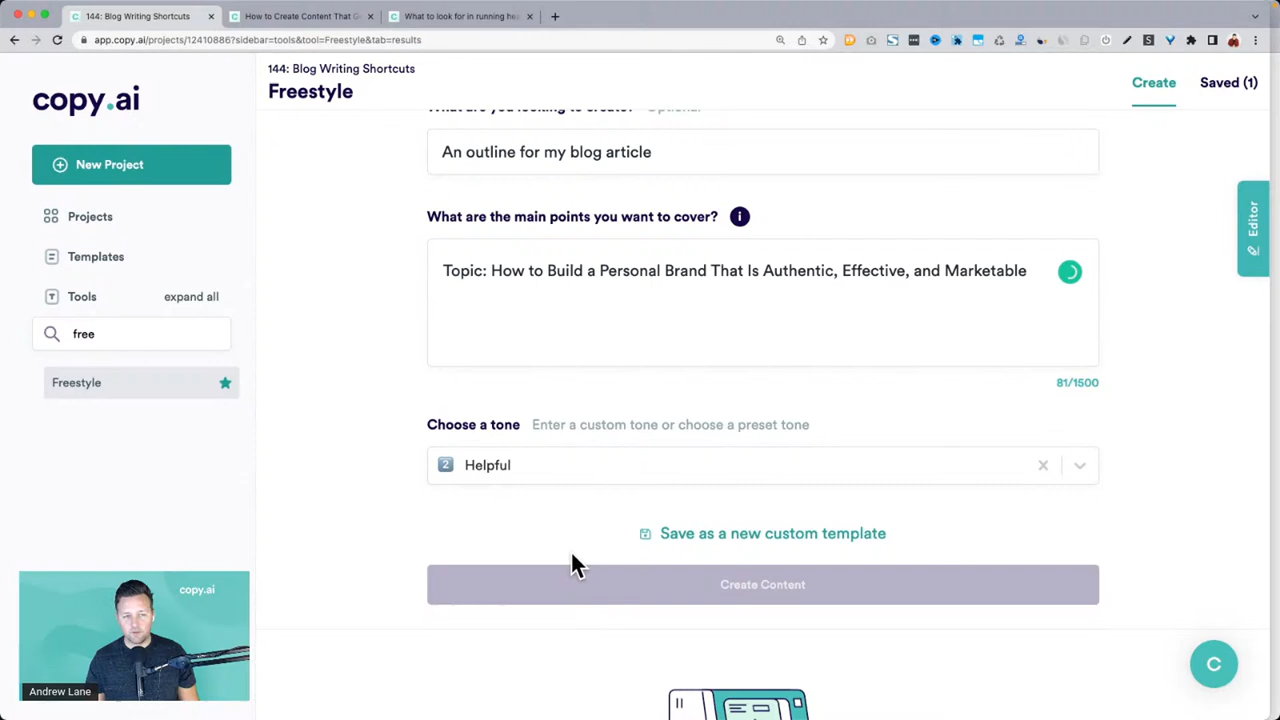 144: Blog Writing Shortcuts
How to Create Content That G
What to look for in running hea
app.copy.ai/projects/12410886?sidebar=tools&tool=Freestyle&tab=results
copy.ai
New Project
Projects
Templates
Tools
expand all
free
Freestyle
144: Blog Writing Shortcuts
Freestyle
Create
Saved (1)
What are you looking to create? Optional
An outline for my blog article
What are the main points you want to cover?
Topic: How to Build a Personal Brand That Is Authentic, Effective, and Marketable
81/1500
Choose a tone
Enter a custom tone or choose a preset tone
2 Helpful
Save as a new custom template
Create Content
Editor
copy.ai
Andrew Lane
C